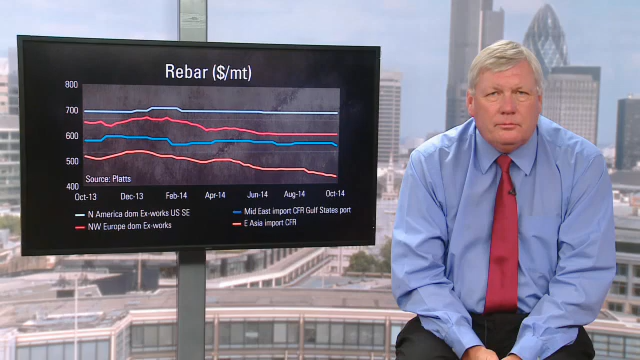 Rebar ($/mt)
800
700
600
500
400
Source: Platts
Oct-13 Dec-13 Feb-14 Apr-14 Jun-14 Aug-14 Oct-14
N America dom Ex-works US SE
NW Europe dom Ex-works
Mid East import CFR Gulf States port
E Asia import CFR